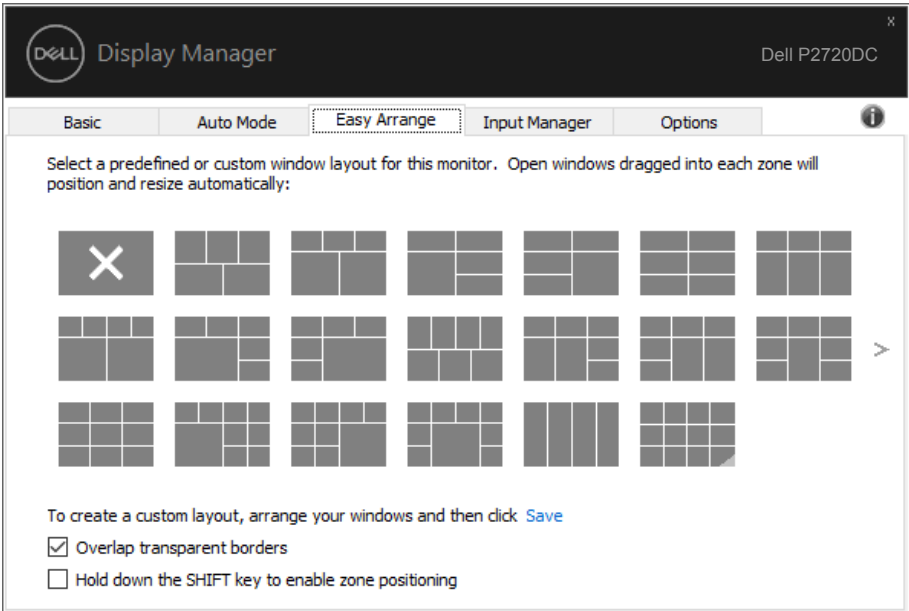 x
DELL Display Manager
Dell P2720DC
Basic Auto Mode Easy Arrange Input Manager Options i
Select a predefined or custom window layout for this monitor. Open windows dragged into each zone will
position and resize automatically:
>
To create a custom layout, arrange your windows and then click Save
Overlap transparent borders
Hold down the SHIFT key to enable zone positioning